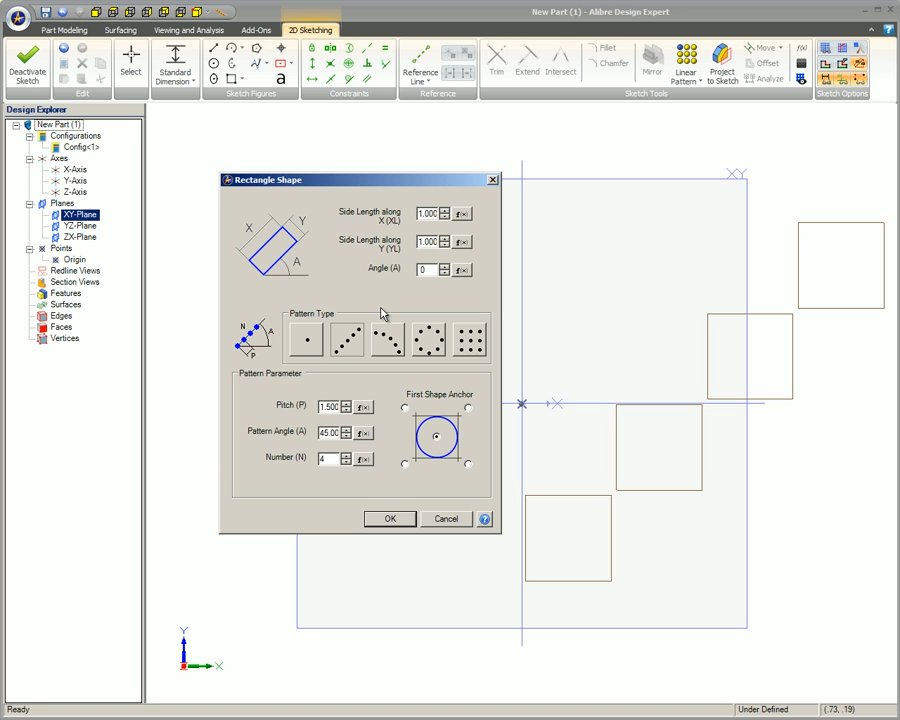 New Part (1) - Alibre Design Expert
Part Modeling
Surfacing
Viewing and Analysis
Add-Ons
2D Sketching
Deactivate
Sketch
Edit
Select
Standard
Dimension
a
Sketch Figures
Constraints
Reference
Line
Reference
Trim
Extend
Intersect
Fillet
Chamfer
Mirror
Linear
Pattern
Project
to Sketch
Move
Offset
Analyze
f(x)
Sketch Tools
Sketch Options
Design Explorer
New Part (1)
Configurations
Config<1>
Axes
X-Axis
Y-Axis
Z-Axis
Planes
XY-Plane
YZ-Plane
ZX-Plane
Points
Origin
Redline Views
Section Views
Features
Surfaces
Edges
Faces
Vertices
Rectangle Shape
X
Y
A
Side Length along
X (XL)
1.000
f(x)
Side Length along
Y (YL)
1.000
f(x)
Angle (A)
0
f(x)
Pattern Type
N
A
P
Pattern Parameter
Pitch (P)
1.500
f(x)
Pattern Angle (A)
45.00
f(x)
Number (N)
4
f(x)
First Shape Anchor
OK
Cancel
?
XY
X
Y
X
Ready
Under Defined
(.73, .19)